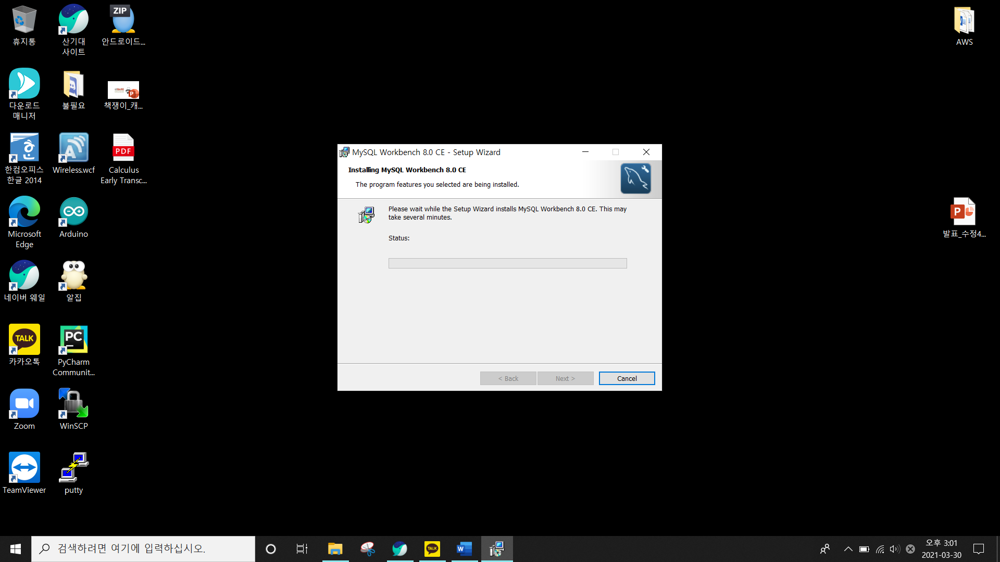 휴지통
산기대
사이트
ZIP
안드로이드...
다운로드
매니저
불필요
책쟁이_캐...
한컴오피스
한글 2014
Wireless.wcf
PDF
Calculus
Early Transc...
Microsoft
Edge
Arduino
네이버 웨일
알집
TALK
카카오톡
PC
PyCharm
Communit...
Zoom
WinSCP
TeamViewer
putty
AWS
P
발표_수정4...
MySQL Workbench 8.0 CE - Setup Wizard
Installing MySQL Workbench 8.0 CE
The program features you selected are being installed.
Please wait while the Setup Wizard installs MySQL Workbench 8.0 CE. This may
take several minutes.
Status:
< Back
Next >
Cancel
검색하려면 여기에 입력하십시오.
TALK
W
오후 3:01
2021-03-30